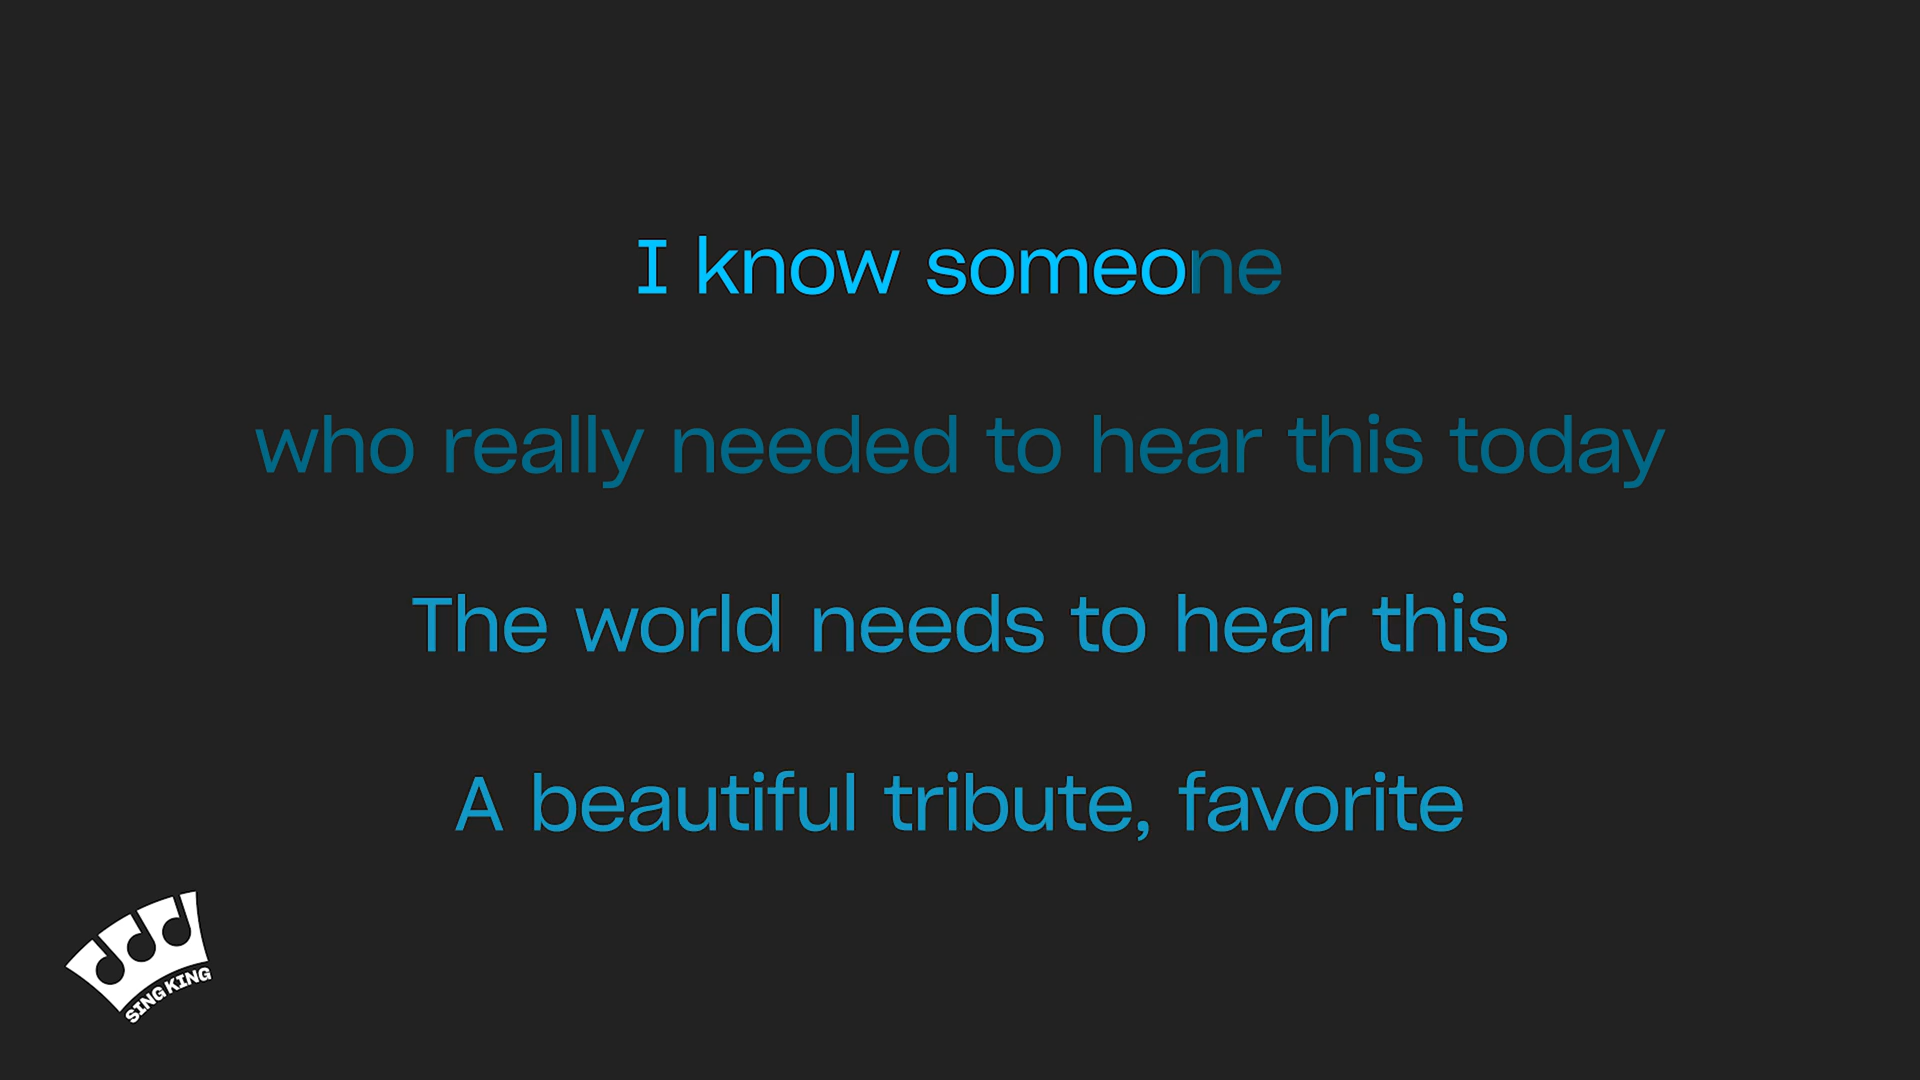 I know someone
who really needed to hear this today
The world needs to hear this
A beautiful tribute, favorite
SING KING